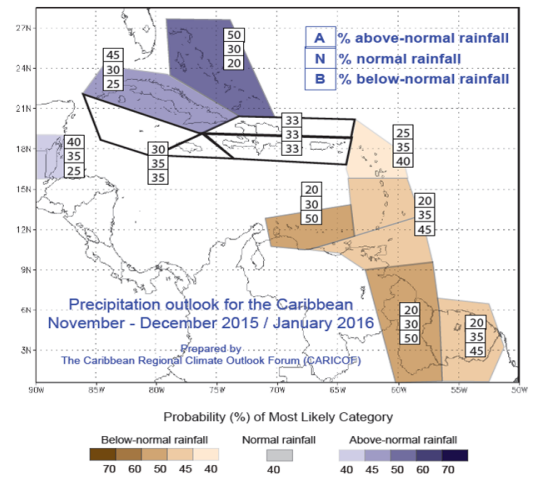 27N
24N
21N
18N
15N
12N
9N
6N
3N
EQ
90W
85W
80W
75W
70W
65W
60W
55W
50W
A % above-normal rainfall
N % normal rainfall
B % below-normal rainfall
50
30
20
45
30
25
33
33
33
25
35
40
40
35
25
30
35
35
20
30
50
20
35
45
20
30
50
20
35
45
Precipitation outlook for the Caribbean
November - December 2015 / January 2016
Prepared by
The Caribbean Regional Climate Outlook Forum (CARICOF)
Probability (%) of Most Likely Category
Below-normal rainfall Normal rainfall Above-normal rainfall
70 60 50 45 40 40 40 45 50 60 70